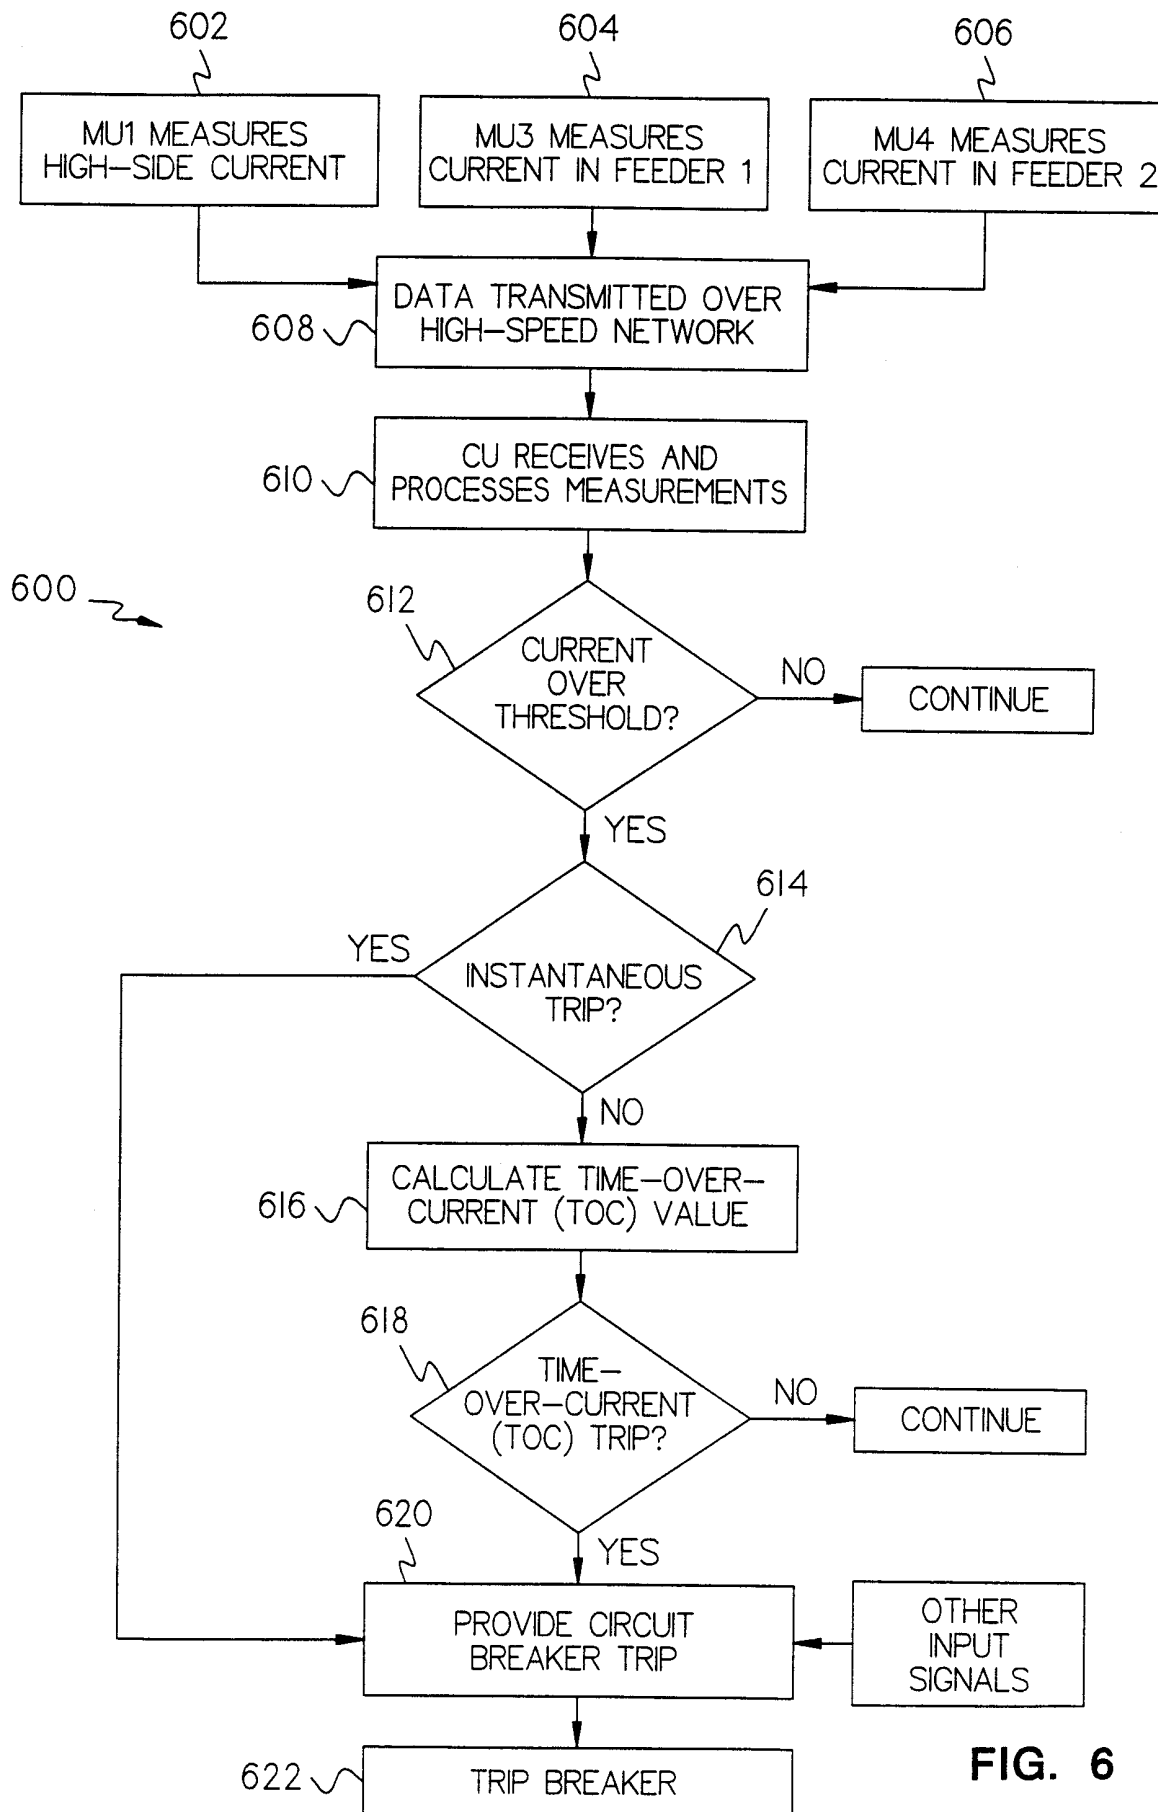 602
604
606
MU1 MEASURES
HIGH–SIDE CURRENT
MU3 MEASURES
CURRENT IN FEEDER 1
MU4 MEASURES
CURRENT IN FEEDER 2
DATA TRANSMITTED OVER
HIGH–SPEED NETWORK
608
CU RECEIVES AND
PROCESSES MEASUREMENTS
610
600
612
CURRENT
OVER
THRESHOLD?
NO
CONTINUE
YES
614
YES
INSTANTANEOUS
TRIP?
NO
CALCULATE TIME–OVER–
CURRENT (TOC) VALUE
616
618
TIME–
OVER–CURRENT
(TOC) TRIP?
NO
CONTINUE
620
YES
PROVIDE CIRCUIT
BREAKER TRIP
OTHER
INPUT
SIGNALS
622
TRIP BREAKER
FIG. 6